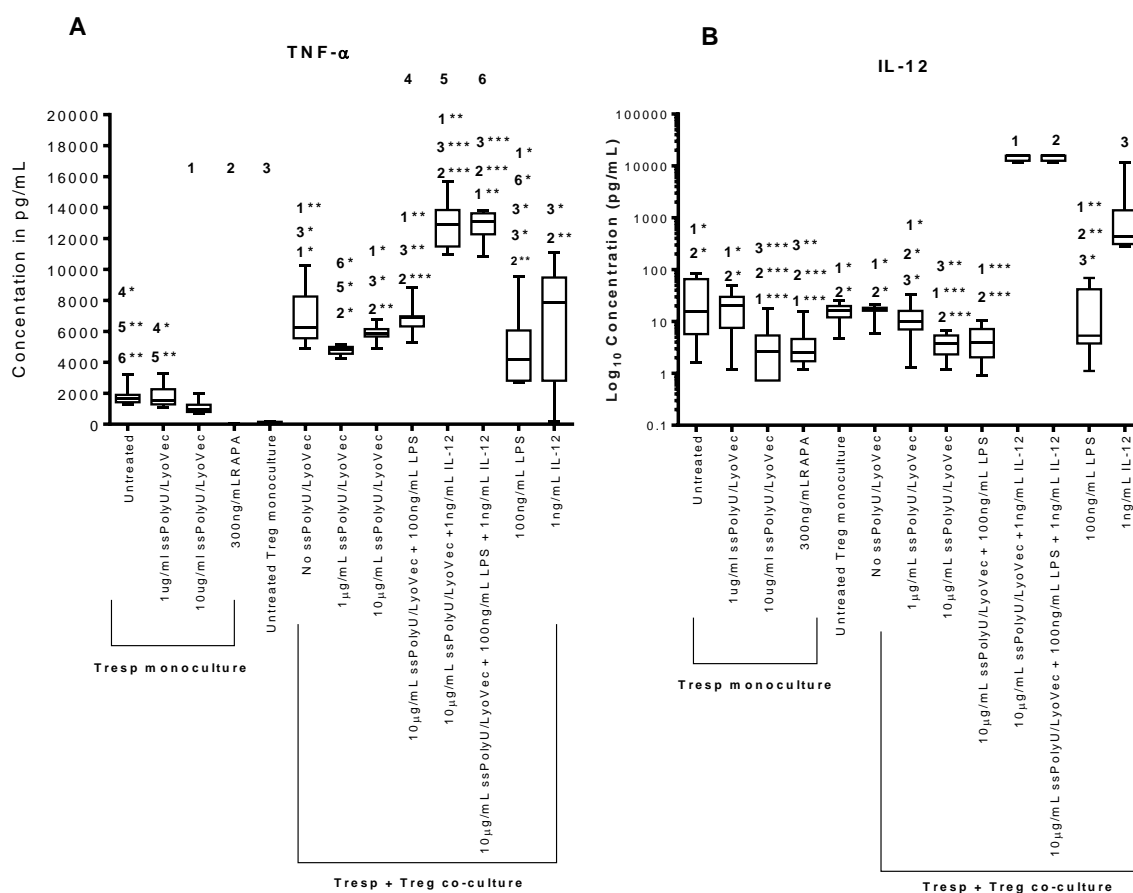 A
TNF-α
4 5 6
Concentation in pg/mL
20000
18000
16000
14000
12000
10000
8000
6000
4000
2000
0
4*
5**
6**
4*
5**
1
2
3
1**
3*
1*
6*
5*
2*
1*
3*
2**
1**
3**
2***
1**
3***
2***
3***
2***
1**
1*
6*
3*
3*
2**
3*
2**
Untreated
1ug/ml ssPolyU/LyoVec
10ug/ml ssPolyU/LyoVec
300ng/mLRAPA
Untreated Treg monoculture
No ssPolyU/LyoVec
1μg/mL ssPolyU/LyoVec
10μg/mL ssPolyU/LyoVec
10μg/mL ssPolyU/LyoVec + 100ng/mL LPS
10μg/mL ssPolyU/LyoVec +1ng/mL IL-12
10μg/mL ssPolyU/LyoVec + 100ng/mL LPS + 1ng/mL IL-12
100ng/mL LPS
1ng/mL IL-12
Tresp monoculture
Tresp + Treg co-culture
B
IL-12
Log10 Concentration (pg/mL)
100000
10000
1000
100
10
1
0.1
1*
2*
1*
2*
3***
2***
1***
3**
2***
1***
1*
2*
1*
2*
1*
2*
3*
3**
1***
2***
1***
2***
1
2
1**
2**
3*
3
Untreated
1ug/ml ssPolyU/LyoVec
10ug/ml ssPolyU/LyoVec
300ng/mLRAPA
Untreated Treg monoculture
No ssPolyU/LyoVec
1μg/mL ssPolyU/LyoVec
10μg/mL ssPolyU/LyoVec
10μg/mL ssPolyU/LyoVec + 100ng/mL LPS
10μg/mL ssPolyU/LyoVec +1ng/mL IL-12
10μg/mL ssPolyU/LyoVec + 100ng/mL LPS + 1ng/mL IL-12
100ng/mL LPS
1ng/mL IL-12
Tresp monoculture
Tresp + Treg co-culture